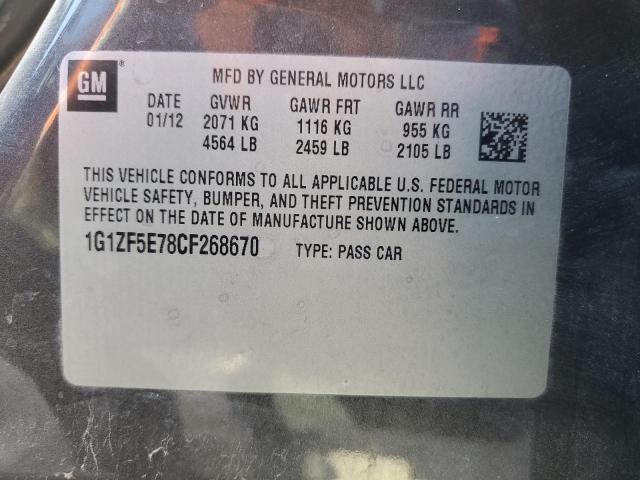 GM
MFD BY GENERAL MOTORS LLC
DATE GVWR GAWR FRT GAWR RR
01/12 2071 KG 1116 KG 955 KG
4564 LB 2459 LB 2105 LB
THIS VEHICLE CONFORMS TO ALL APPLICABLE U.S. FEDERAL MOTOR
VEHICLE SAFETY, BUMPER, AND THEFT PREVENTION STANDARDS IN
EFFECT ON THE DATE OF MANUFACTURE SHOWN ABOVE.
1G1ZF5E78CF268670 TYPE: PASS CAR